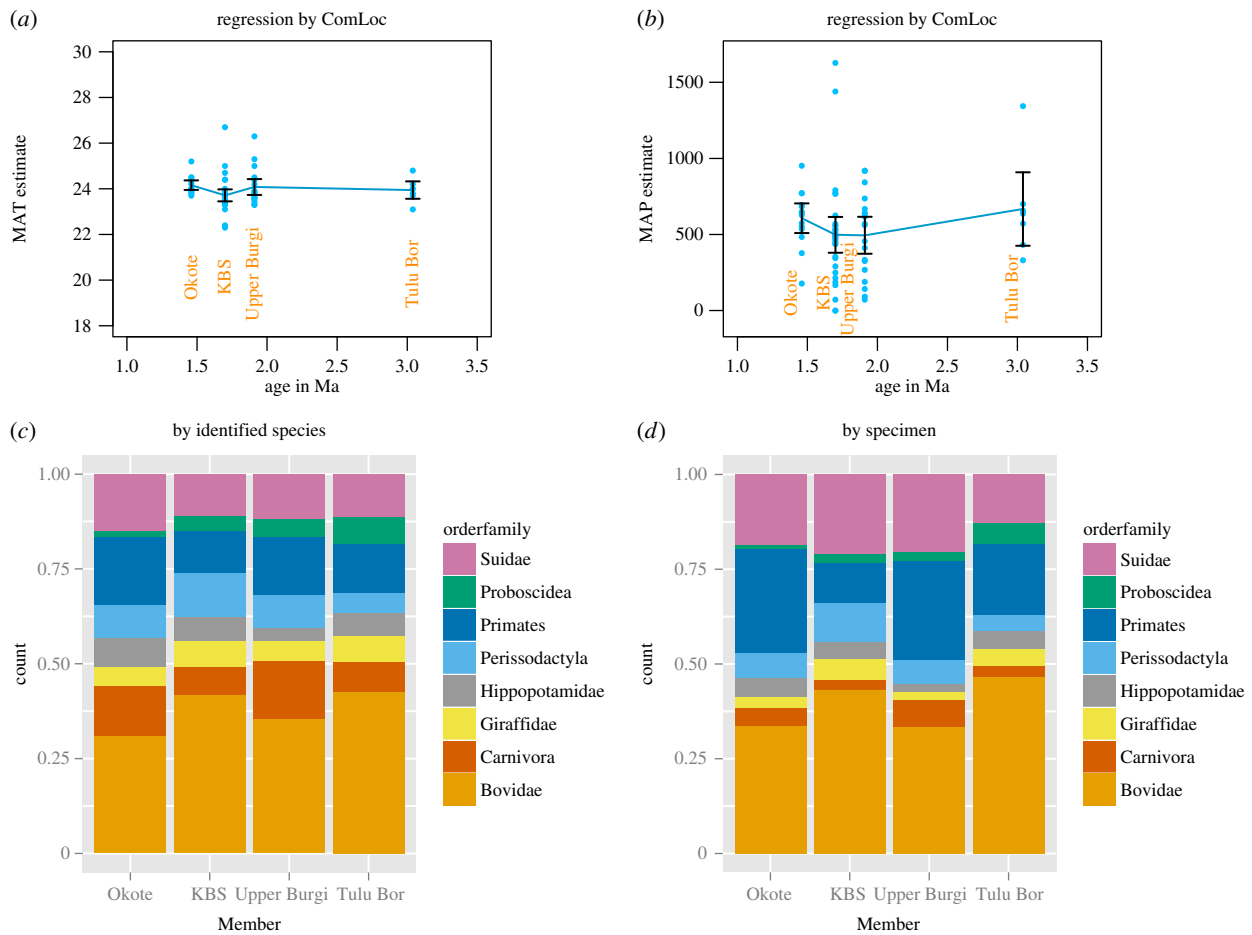 (a)
regression by ComLoc
30
28
26
24
22
20
18
MAT estimate
Okote
KBS
Upper Burgi
Tulu Bor
1.0 1.5 2.0 2.5 3.0 3.5
age in Ma
(b)
regression by ComLoc
1500
1000
500
0
MAP estimate
Okote
KBS
Upper Burgi
Tulu Bor
1.0 1.5 2.0 2.5 3.0 3.5
age in Ma
(c)
by identified species
1.00
0.75
0.50
0.25
0
count
Okote KBS Upper Burgi Tulu Bor
Member
orderfamily
Suidae
Proboscidea
Primates
Perissodactyla
Hippopotamidae
Giraffidae
Carnivora
Bovidae
(d)
by specimen
1.00
0.75
0.50
0.25
0
count
Okote KBS Upper Burgi Tulu Bor
Member
orderfamily
Suidae
Proboscidea
Primates
Perissodactyla
Hippopotamidae
Giraffidae
Carnivora
Bovidae